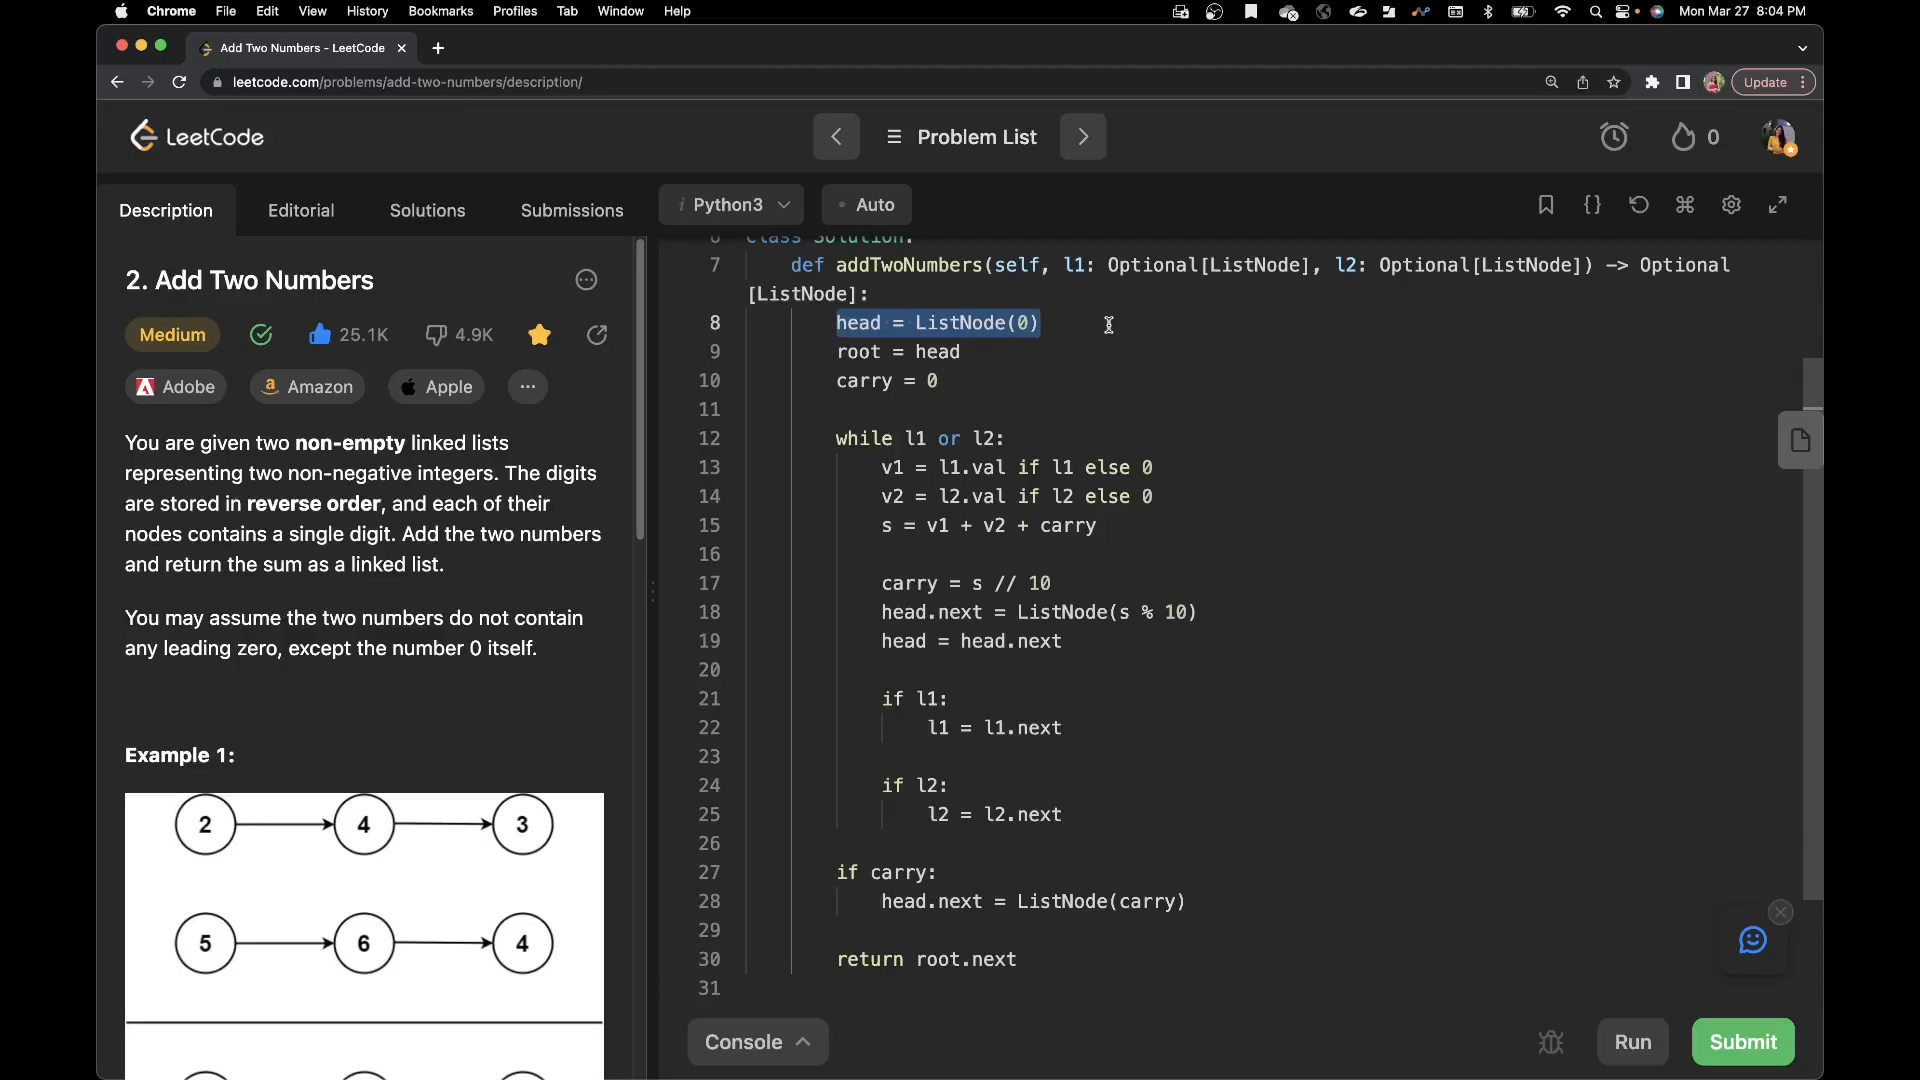 Chrome File Edit View History Bookmarks Profiles Tab Window Help Mon Mar 27 8:04 PM
Add Two Numbers - LeetCode
leetcode.com/problems/add-two-numbers/description/ Update
LeetCode Problem List 0
Description Editorial Solutions Submissions
i Python3 • Auto
2. Add Two Numbers
Medium 25.1K 4.9K
Adobe Amazon Apple
You are given two non-empty linked lists
representing two non-negative integers. The digits
are stored in reverse order, and each of their
nodes contains a single digit. Add the two numbers
and return the sum as a linked list.
You may assume the two numbers do not contain
any leading zero, except the number 0 itself.
Example 1:
2 4 3
5 6 4
6 class Solution:
7 def addTwoNumbers(self, l1: Optional[ListNode], l2: Optional[ListNode]) -> Optional
[ListNode]:
8 head = ListNode(0)
9 root = head
10 carry = 0
11
12 while l1 or l2:
13 v1 = l1.val if l1 else 0
14 v2 = l2.val if l2 else 0
15 s = v1 + v2 + carry
16
17 carry = s // 10
18 head.next = ListNode(s % 10)
19 head = head.next
20
21 if l1:
22 l1 = l1.next
23
24 if l2:
25 l2 = l2.next
26
27 if carry:
28 head.next = ListNode(carry)
29
30 return root.next
31
Console Run Submit